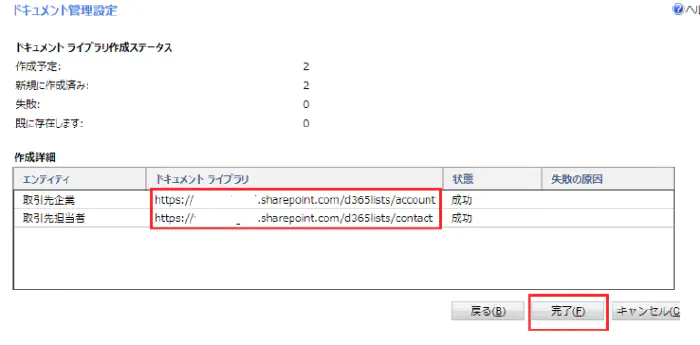 ドキュメント管理設定
ヘル
ドキュメント ライブラリ作成ステータス
作成予定: 2
新規に作成済み: 2
失敗: 0
既に存在します: 0
作成詳細
エンティティ ドキュメント ライブラリ 状態 失敗の原因
取引先企業 https:// .sharepoint.com/d365lists/account 成功
取引先担当者 https:// .sharepoint.com/d365lists/contact 成功
戻る(B) 完了(F) キャンセル(C